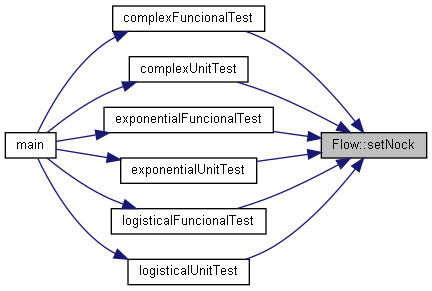 complexFuncionalTest
complexUnitTest
exponentialFuncionalTest
main
Flow::setNock
exponentialUnitTest
logisticalFuncionalTest
logisticalUnitTest